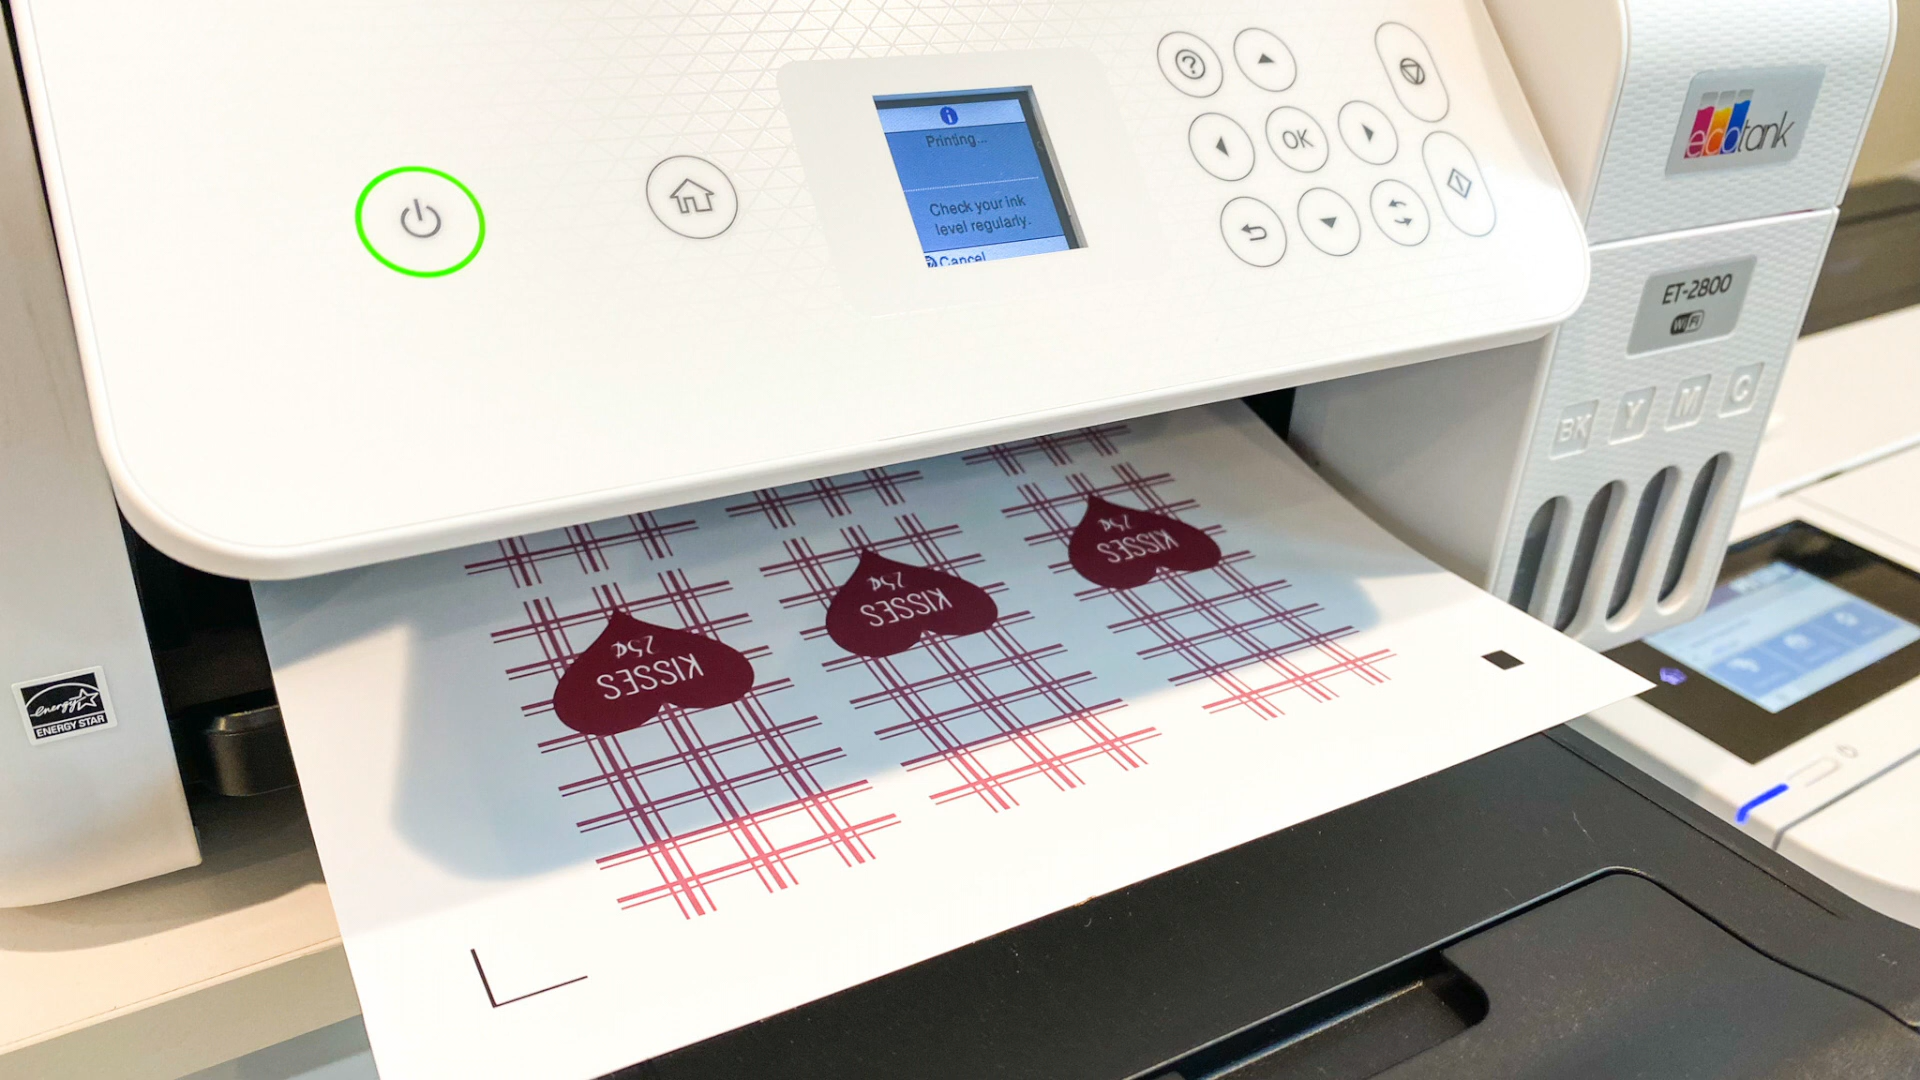 Printing...
Check your ink
level regularly.
Cancel
?
OK
ecotank
ET-2800
WiFi
BK Y M C
energy
ENERGY STAR
KISSES
25¢
KISSES
25¢
KISSES
25¢